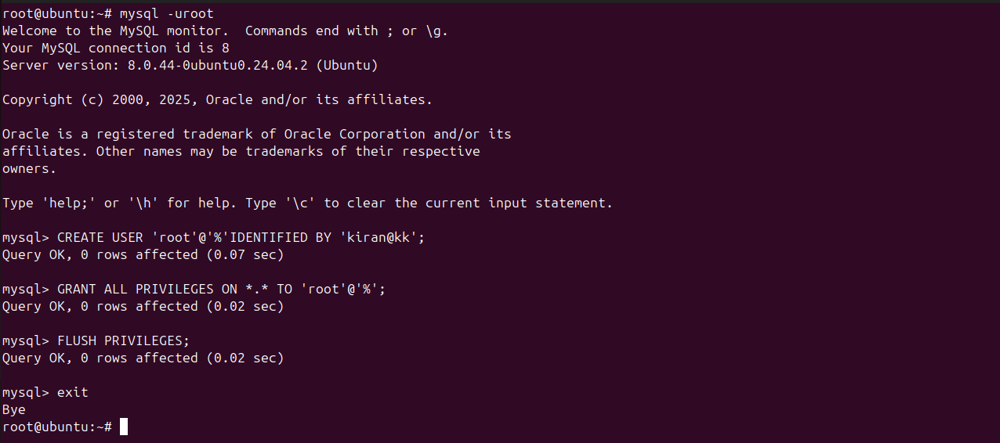 root@ubuntu:~# mysql -uroot
Welcome to the MySQL monitor.  Commands end with ; or \g.
Your MySQL connection id is 8
Server version: 8.0.44-0ubuntu0.24.04.2 (Ubuntu)

Copyright (c) 2000, 2025, Oracle and/or its affiliates.

Oracle is a registered trademark of Oracle Corporation and/or its
affiliates. Other names may be trademarks of their respective
owners.

Type 'help;' or '\h' for help. Type '\c' to clear the current input statement.

mysql> CREATE USER 'root'@'%'IDENTIFIED BY 'kiran@kk';
Query OK, 0 rows affected (0.07 sec)

mysql> GRANT ALL PRIVILEGES ON *.* TO 'root'@'%';
Query OK, 0 rows affected (0.02 sec)

mysql> FLUSH PRIVILEGES;
Query OK, 0 rows affected (0.02 sec)

mysql> exit
Bye
root@ubuntu:~#